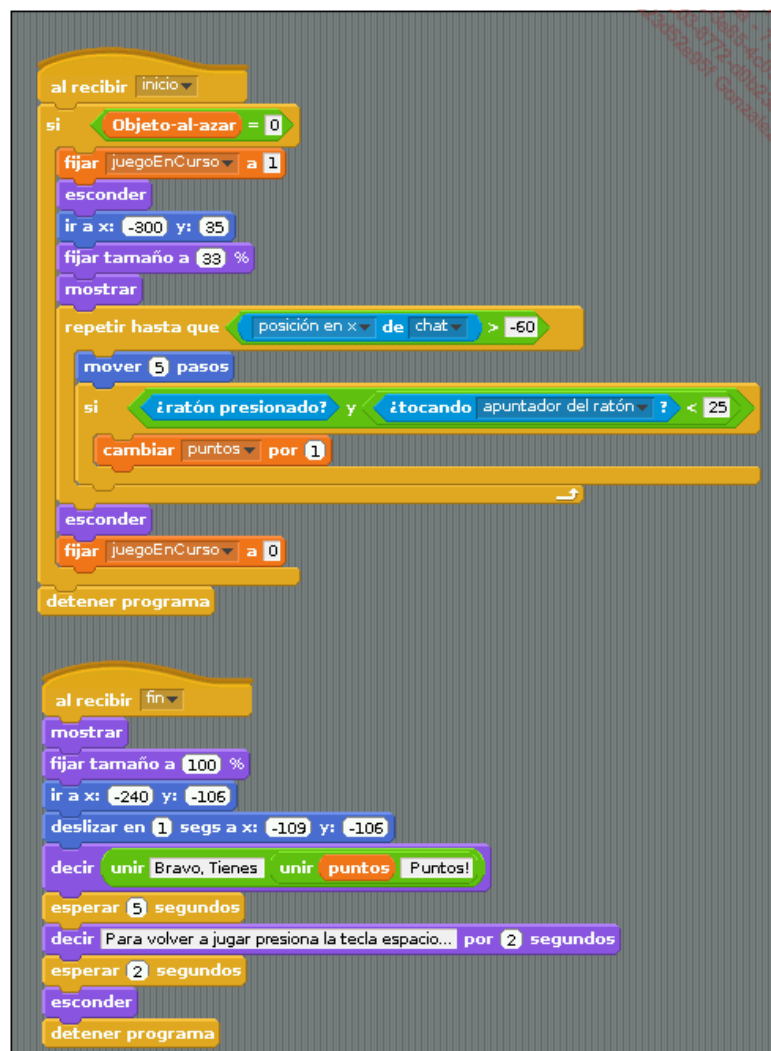 al recibir inicio
si Objeto-al-azar = 0
fijar juegoEnCurso a 1
esconder
ir a x: -300 y: 35
fijar tamaño a 33 %
mostrar
repetir hasta que posición en x de chat > -60
mover 5 pasos
si ¿ratón presionado? y ¿tocando apuntador del ratón ? < 25
cambiar puntos por 1
esconder
fijar juegoEnCurso a 0
detener programa
al recibir fin
mostrar
fijar tamaño a 100 %
ir a x: -240 y: -106
deslizar en 1 segs a x: -109 y: -106
decir unir Bravo, Tienes unir puntos Puntos!
esperar 5 segundos
decir Para volver a jugar presiona la tecla espacio... por 2 segundos
esperar 2 segundos
esconder
detener programa